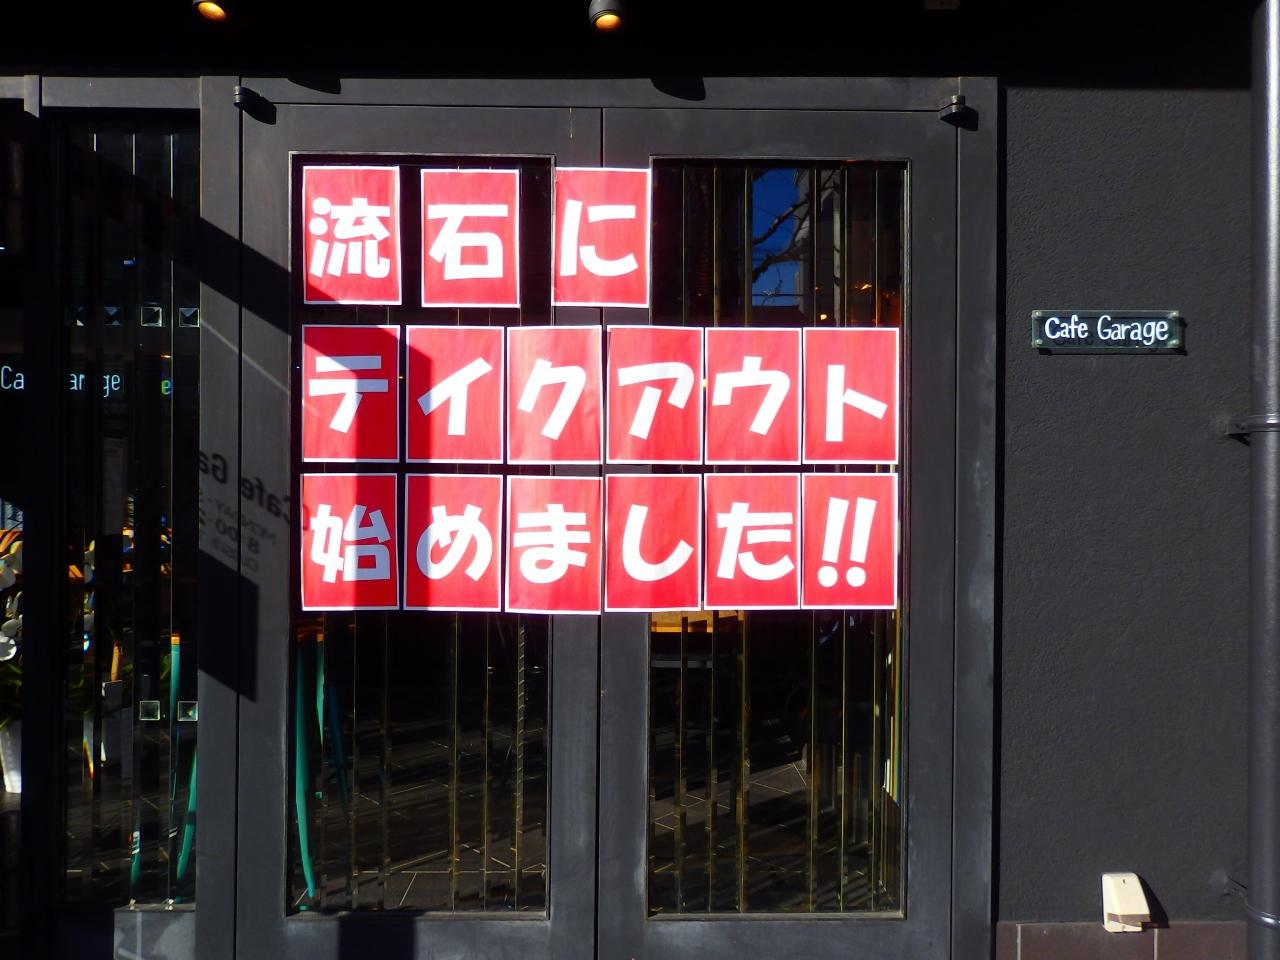 流石に
テイクアウト
始めました!!
Cafe Garage